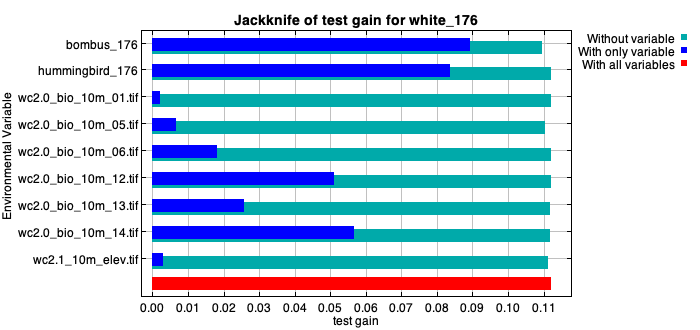 Jackknife of test gain for white_176
Without variable
With only variable
With all variables
Environmental Variable
bombus_176
hummingbird_176
wc2.0_bio_10m_01.tif
wc2.0_bio_10m_05.tif
wc2.0_bio_10m_06.tif
wc2.0_bio_10m_12.tif
wc2.0_bio_10m_13.tif
wc2.0_bio_10m_14.tif
wc2.1_10m_elev.tif
0.00 0.01 0.02 0.03 0.04 0.05 0.06 0.07 0.08 0.09 0.10 0.11
test gain